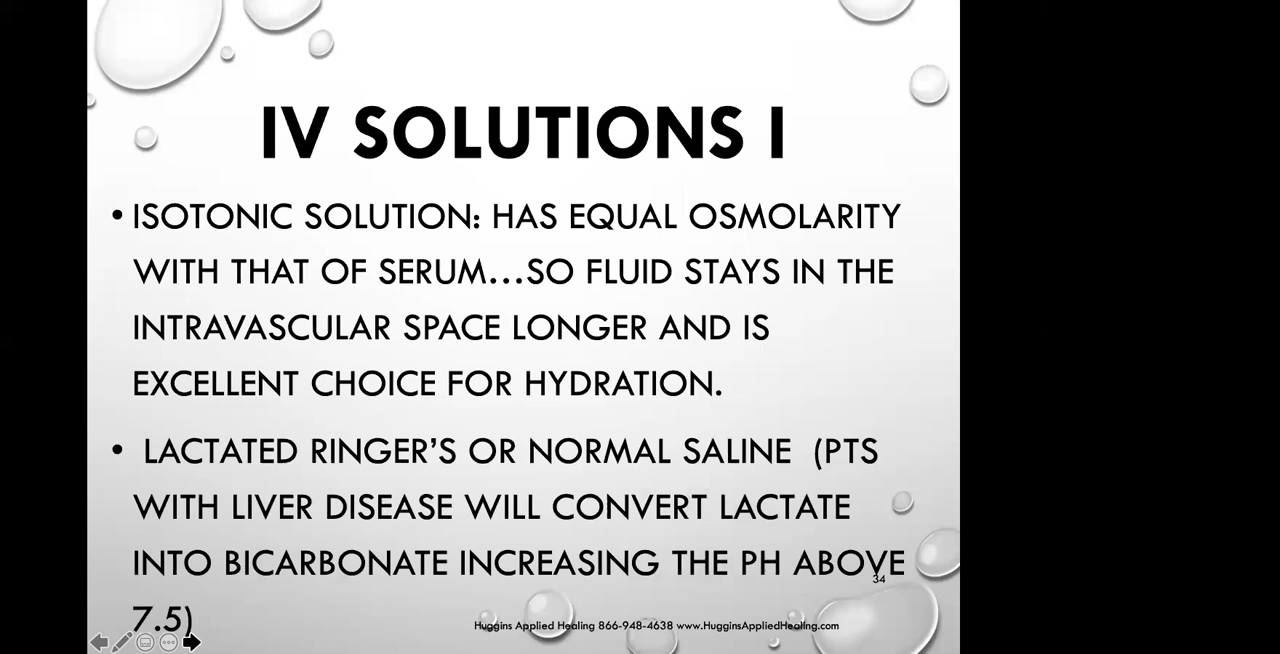 IV SOLUTIONS I
• ISOTONIC SOLUTION: HAS EQUAL OSMOLARITY
WITH THAT OF SERUM…SO FLUID STAYS IN THE
INTRAVASCULAR SPACE LONGER AND IS
EXCELLENT CHOICE FOR HYDRATION.
• LACTATED RINGER’S OR NORMAL SALINE (PTS
WITH LIVER DISEASE WILL CONVERT LACTATE
INTO BICARBONATE INCREASING THE PH ABOVE
34
7.5)
Huggins Applied Healing 866-948-4638 www.HugginsAppliedHealing.com